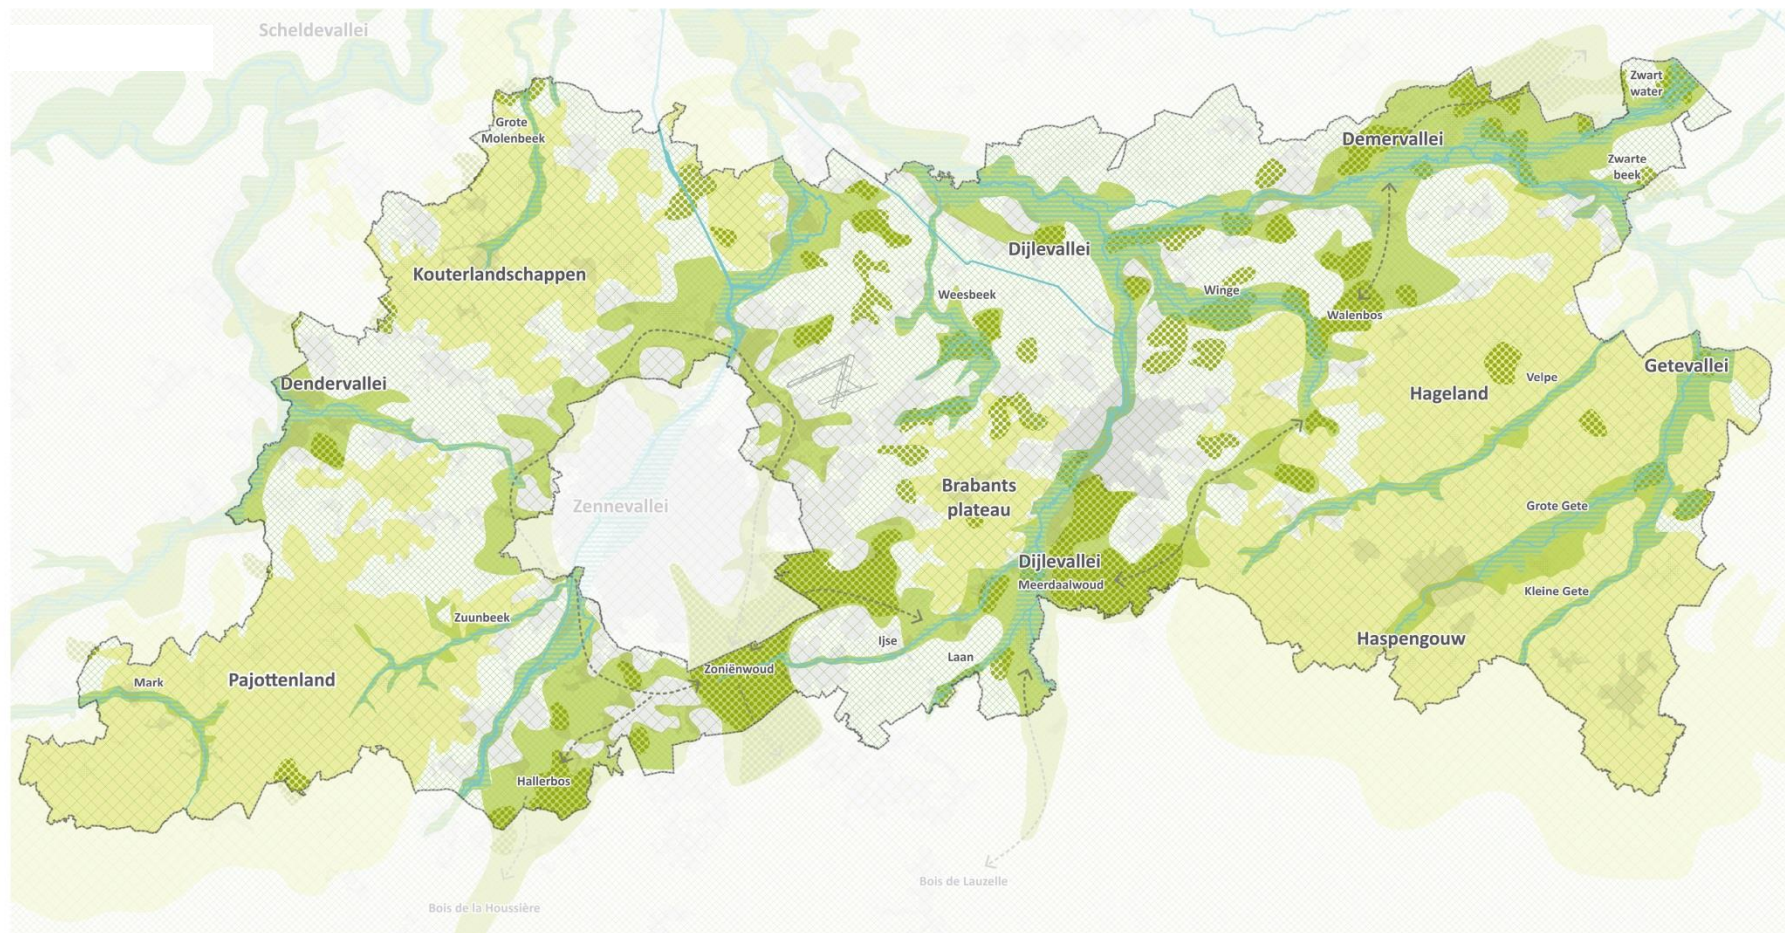 Scheldevallei
Zwart
water
Grote
Molenbeek
Demervallei
Zwarte
beek
Dijlevallei
Kouterlandschappen
Weesbeek
Winge
Walenbos
Dendervallei
Getevallei
Velpe
Hageland
Brabants
plateau
Zennevallei
Grote Gete
Dijlevallei
Meerdaalwoud
Kleine Gete
Zuunbeek
Ijse
Haspengouw
Laan
Zoniënwoud
Pajottenland
Mark
Hallerbos
Bois de Lauzelle
Bois de la Houssière